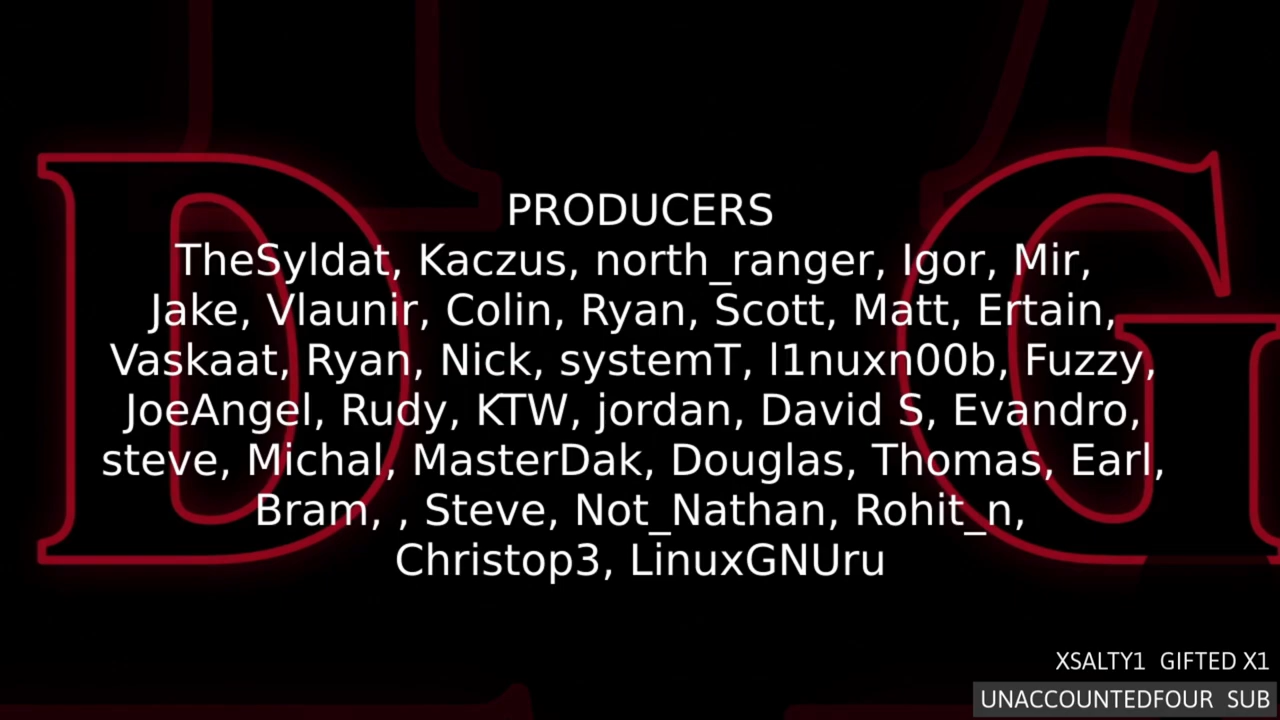 PRODUCERS
TheSyldat, Kaczus, north_ranger, Igor, Mir,
Jake, Vlaunir, Colin, Ryan, Scott, Matt, Ertain,
Vaskaat, Ryan, Nick, systemT, l1nuxn00b, Fuzzy,
JoeAngel, Rudy, KTW, jordan, David S, Evandro,
steve, Michal, MasterDak, Douglas, Thomas, Earl,
Bram, , Steve, Not_Nathan, Rohit_n,
Christop3, LinuxGNUru
D G
XSALTY1 GIFTED X1
UNACCOUNTEDFOUR SUB